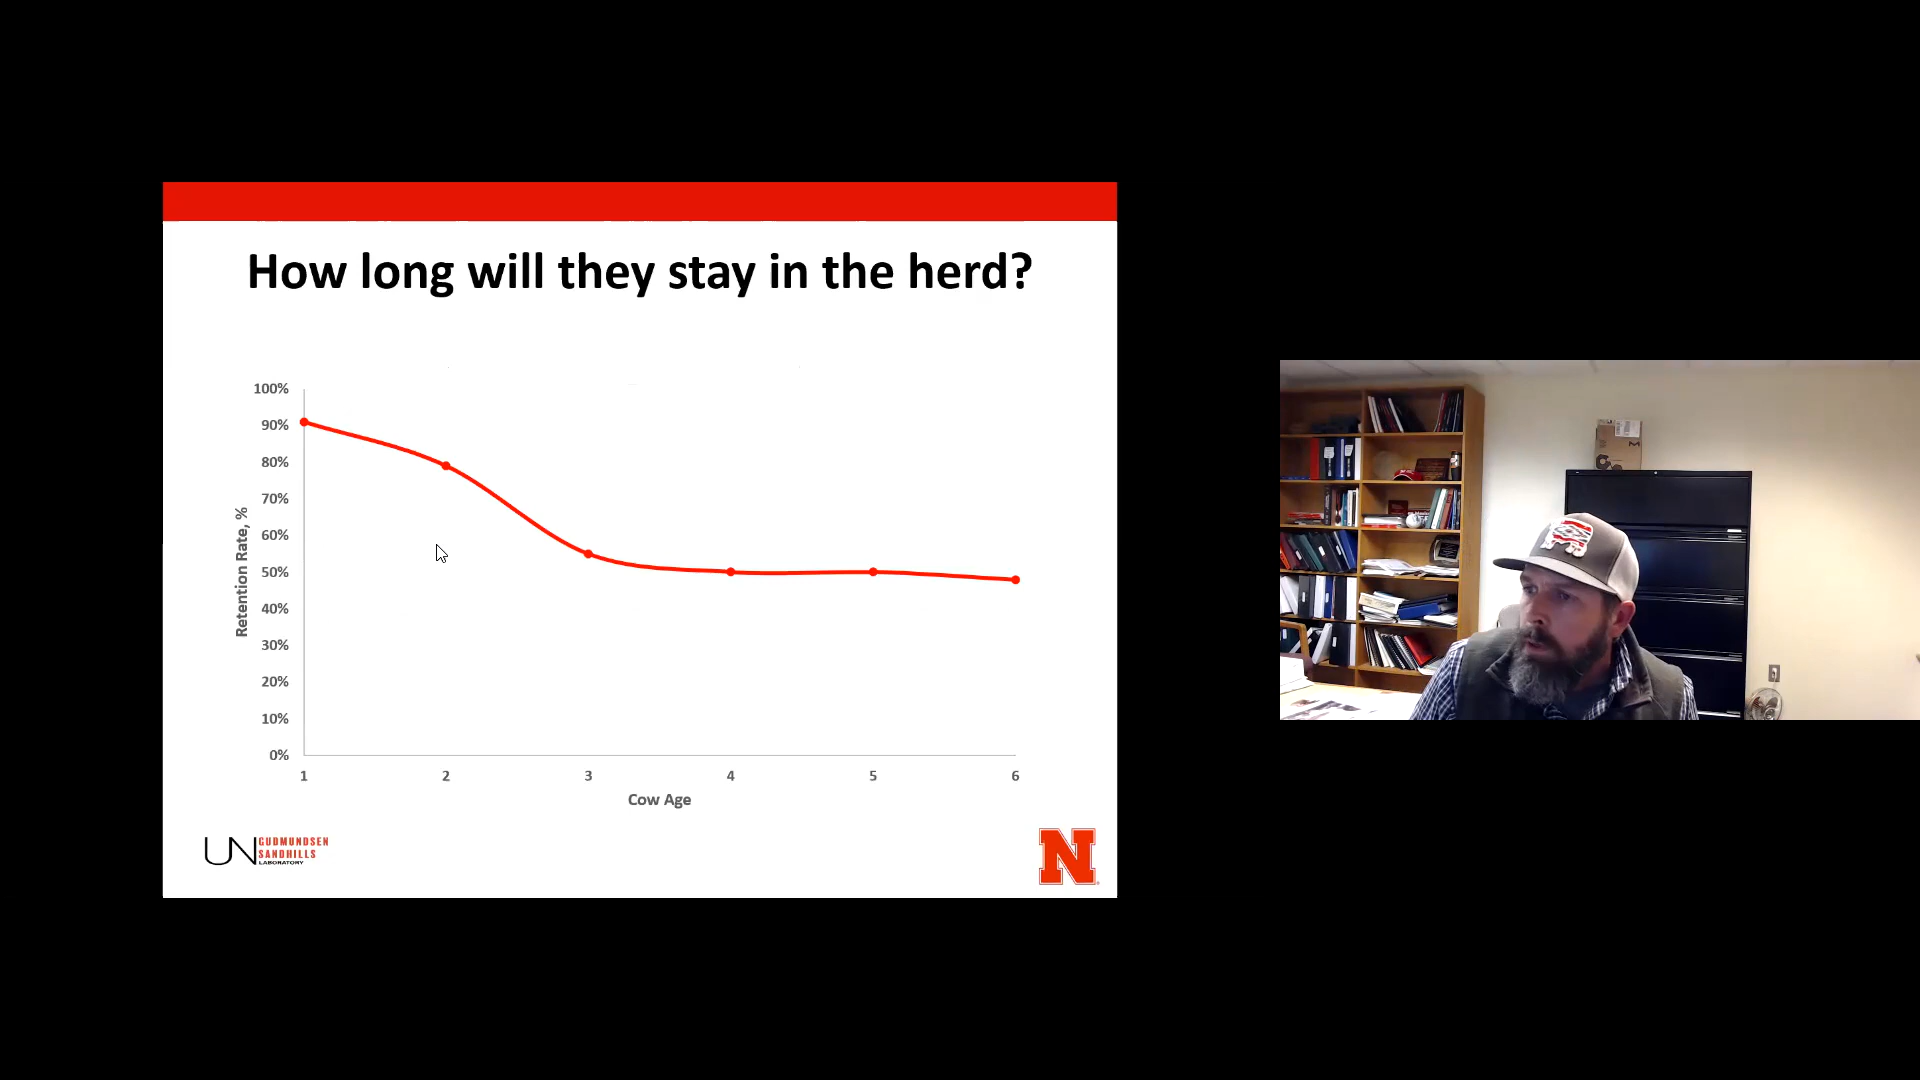 How long will they stay in the herd?
100%
90%
80%
70%
60%
50%
40%
30%
20%
10%
0%
Retention Rate, %
1 2 3 4 5 6
Cow Age
UN GUDMUNDSEN
SANDHILLS
LABORATORY
N